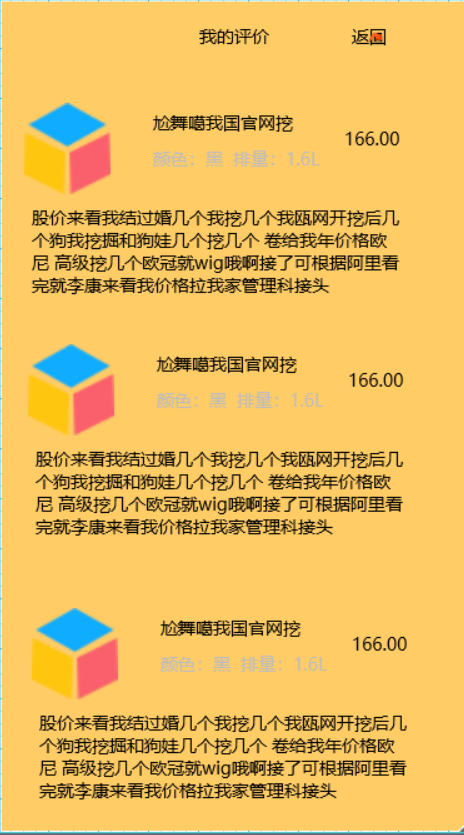 我的评价 返回
尬舞噶我国官网挖
166.00
颜色：黑 排量：1.6L
股价来看我结过婚几个我挖几个我瓯网开挖后几
个狗我挖掘和狗娃几个挖几个 卷给我年价格欧
尼 高级挖几个欧冠就wig哦啊接了可根据阿里看
完就李康来看我价格拉我家管理科接头
尬舞噶我国官网挖
166.00
颜色：黑 排量：1.6L
股价来看我结过婚几个我挖几个我瓯网开挖后几
个狗我挖掘和狗娃几个挖几个 卷给我年价格欧
尼 高级挖几个欧冠就wig哦啊接了可根据阿里看
完就李康来看我价格拉我家管理科接头
尬舞噶我国官网挖
166.00
颜色：黑 排量：1.6L
股价来看我结过婚几个我挖几个我瓯网开挖后几
个狗我挖掘和狗娃几个挖几个 卷给我年价格欧
尼 高级挖几个欧冠就wig哦啊接了可根据阿里看
完就李康来看我价格拉我家管理科接头